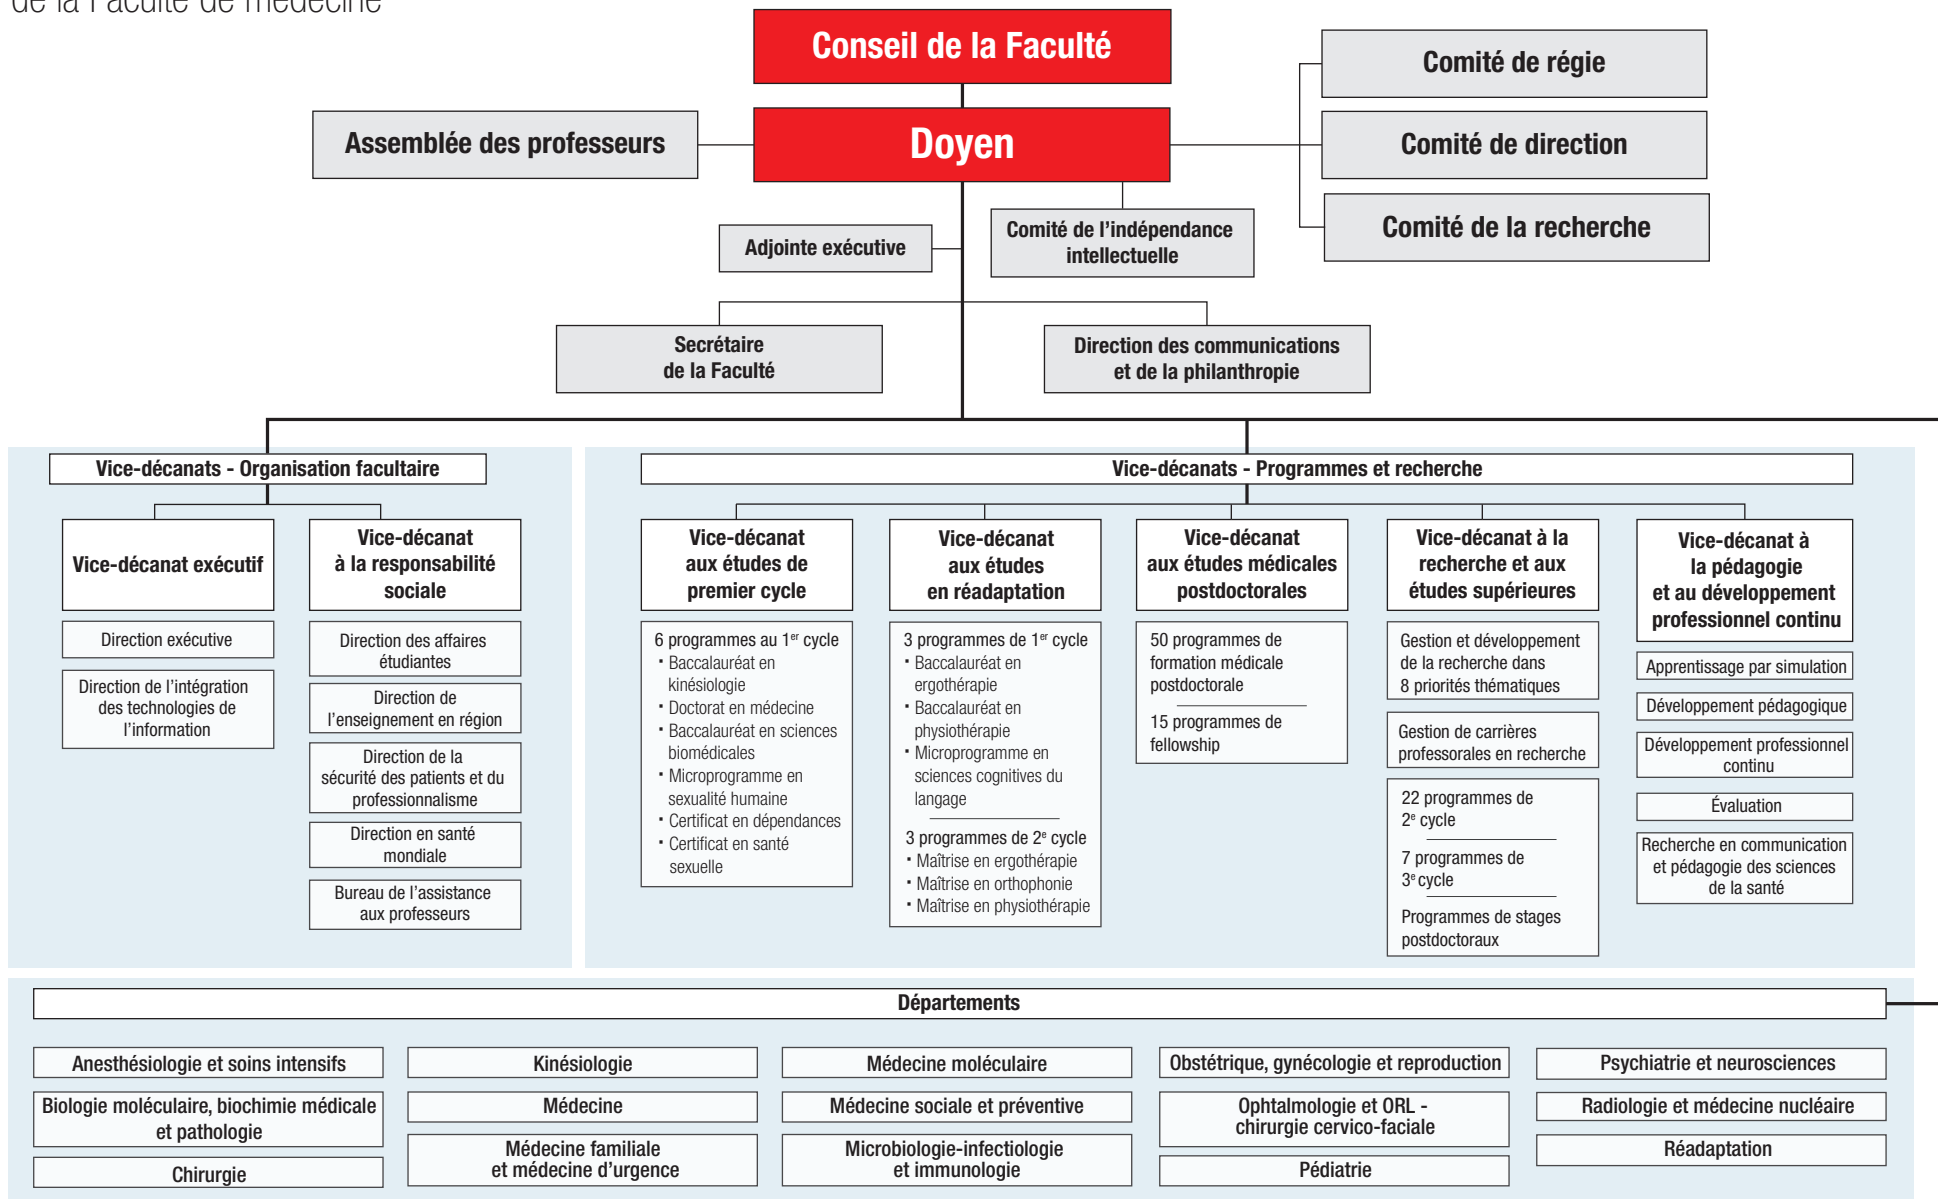 de la Faculté de médecine
Conseil de la Faculté
Doyen
Assemblée des professeurs
Comité de régie
Comité de direction
Comité de la recherche
Adjointe exécutive
Comité de l'indépendance
intellectuelle
Secrétaire
de la Faculté
Direction des communications
et de la philanthropie
Vice-décanats - Organisation facultaire
Vice-décanat exécutif
Direction exécutive
Direction de l'intégration
des technologies de
l'information
Vice-décanat
à la responsabilité
sociale
Direction des affaires
étudiantes
Direction de
l'enseignement en région
Direction de la
sécurité des patients et du
professionnalisme
Direction en santé
mondiale
Bureau de l'assistance
aux professeurs
Vice-décanats - Programmes et recherche
Vice-décanat
aux études de
premier cycle
6 programmes au 1er cycle
· Baccalauréat en
kinésiologie
· Doctorat en médecine
· Baccalauréat en sciences
biomédicales
· Microprogramme en
sexualité humaine
· Certificat en dépendances
· Certificat en santé
sexuelle
Vice-décanat
aux études
en réadaptation
3 programmes de 1er cycle
· Baccalauréat en
ergothérapie
· Baccalauréat en
physiothérapie
· Microprogramme en
sciences cognitives du
langage
3 programmes de 2e cycle
· Maîtrise en ergothérapie
· Maîtrise en orthophonie
· Maîtrise en physiothérapie
Vice-décanat
aux études médicales
postdoctorales
50 programmes de
formation médicale
postdoctorale
15 programmes de
fellowship
Vice-décanat à la
recherche et aux
études supérieures
Gestion et développement
de la recherche dans
8 priorités thématiques
Gestion de carrières
professorales en recherche
22 programmes de
2e cycle
7 programmes de
3e cycle
Programmes de stages
postdoctoraux
Vice-décanat à
la pédagogie
et au développement
professionnel continu
Apprentissage par simulation
Développement pédagogique
Développement professionnel
continu
Évaluation
Recherche en communication
et pédagogie des sciences
de la santé
Départements
Anesthésiologie et soins intensifs
Biologie moléculaire, biochimie médicale
et pathologie
Chirurgie
Kinésiologie
Médecine
Médecine familiale
et médecine d'urgence
Médecine moléculaire
Médecine sociale et préventive
Microbiologie-infectiologie
et immunologie
Obstétrique, gynécologie et reproduction
Ophtalmologie et ORL -
chirurgie cervico-faciale
Pédiatrie
Psychiatrie et neurosciences
Radiologie et médecine nucléaire
Réadaptation